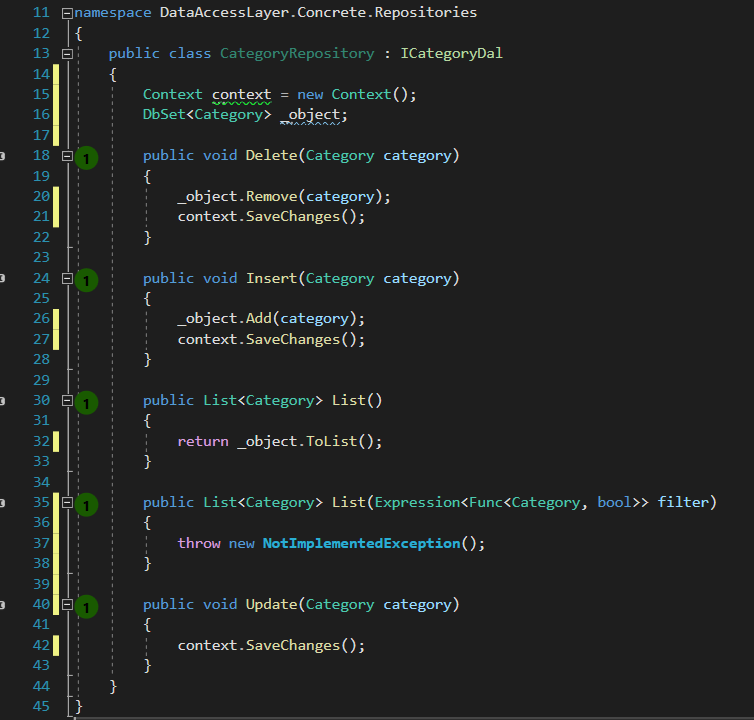 11 namespace DataAccessLayer.Concrete.Repositories
12 {
13 public class CategoryRepository : ICategoryDal
14 {
15 Context context = new Context();
16 DbSet<Category> _object;
17
18 1 public void Delete(Category category)
19 {
20 _object.Remove(category);
21 context.SaveChanges();
22 }
23
24 1 public void Insert(Category category)
25 {
26 _object.Add(category);
27 context.SaveChanges();
28 }
29
30 1 public List<Category> List()
31 {
32 return _object.ToList();
33 }
34
35 1 public List<Category> List(Expression<Func<Category, bool>> filter)
36 {
37 throw new NotImplementedException();
38 }
39
40 1 public void Update(Category category)
41 {
42 context.SaveChanges();
43 }
44 }
45 }